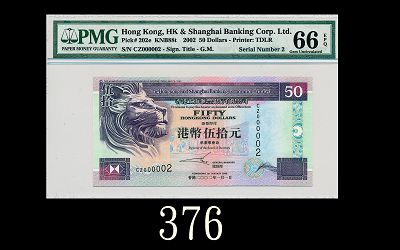 PMG
PAPER MONEY GUARANTY
Hong Kong, HK & Shanghai Banking Corp. Ltd.
Pick# 202e KNB88t 2002 50 Dollars - Printer: TDLR
S/N CZ000002 - Sign. Title - G.M. Serial Number 2
66 EPQ
Gem Uncirculated
50
FIFTY
HONGKONG DOLLARS
港幣伍拾元
CZ000002
CZ000002
376